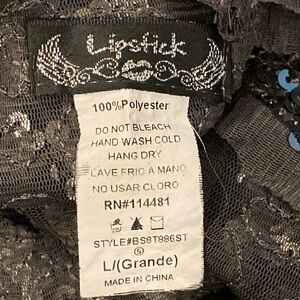 Lipstick
100%Polyester
DO NOT BLEACH
HAND WASH COLD
HANG DRY
LAVE FRIO A MANO
NO USAR CLORO
RN#114481
STYLE#BS8T886ST
S
L/(Grande)
MADE IN CHINA